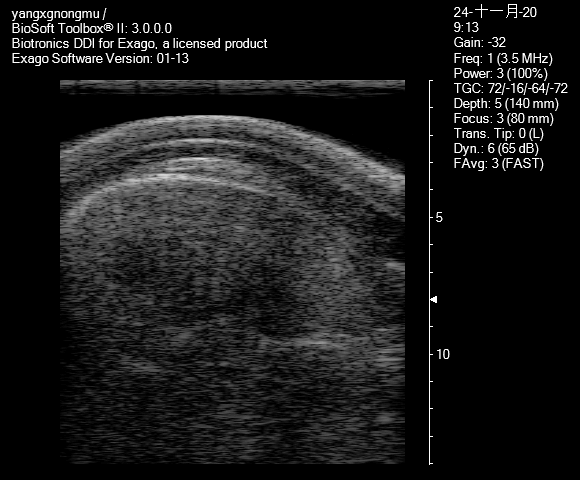 yangxgnongmu /
BioSoft Toolbox® II: 3.0.0.0
Biotronics DDI for Exago, a licensed product
Exago Software Version: 01-13
24-十一月-20
9:13
Gain: -32
Freq: 1 (3.5 MHz)
Power: 3 (100%)
TGC: 72/-16/-64/-72
Depth: 5 (140 mm)
Focus: 3 (80 mm)
Trans. Tip: 0 (L)
Dyn.: 6 (65 dB)
FAvg: 3 (FAST)
5
10